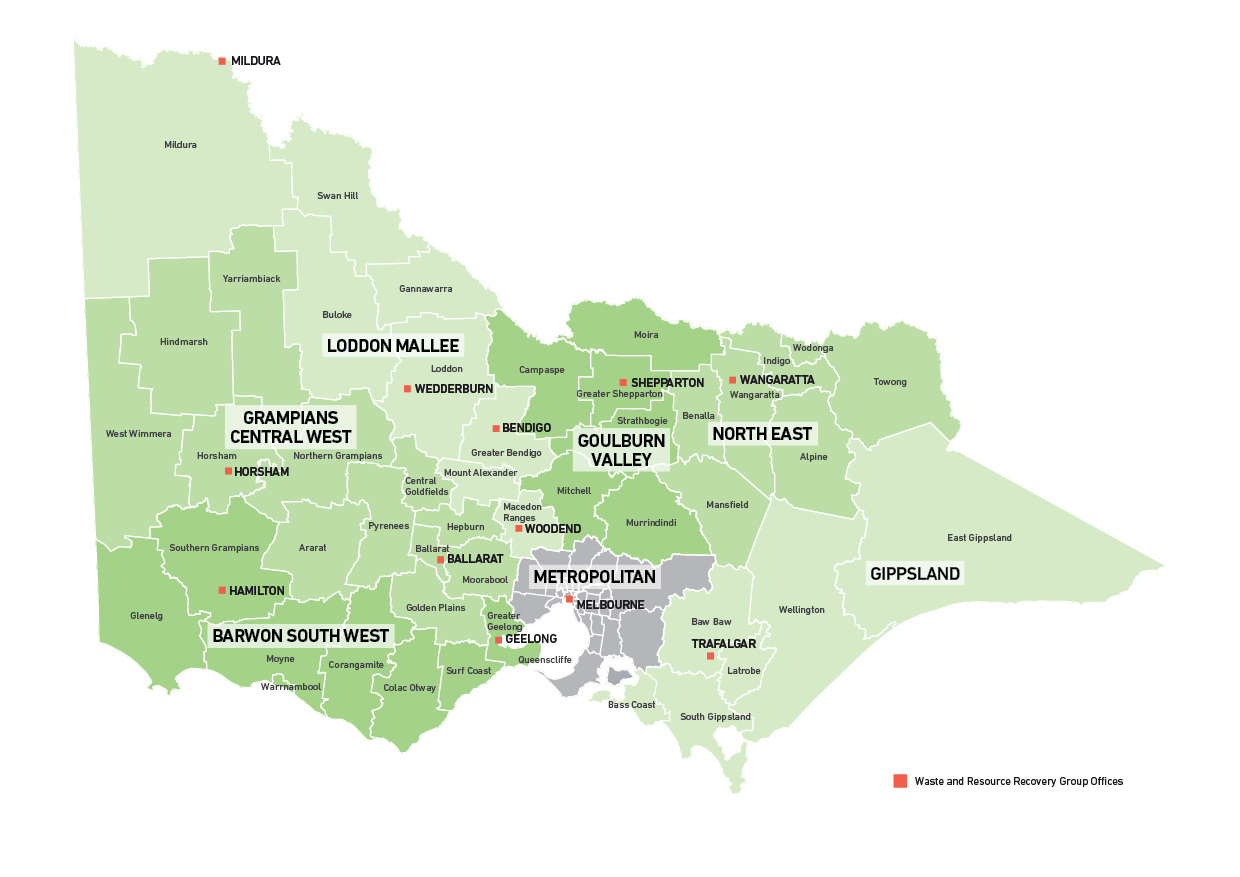 MILDURA
Mildura
Swan Hill
Yarriambiack
Gannawarra
Buloke
Hindmarsh
LODDON MALLEE
Moira
Wodonga
Indigo
Campaspe
Loddon
WEDDERBURN
SHEPPARTON
Greater Shepparton
WANGARATTA
Wangaratta
Towong
GRAMPIANS
CENTRAL WEST
Strathbogie
Benalla
BENDIGO
West Wimmera
GOULBURN
VALLEY
NORTH EAST
Horsham
Northern Grampians
Greater Bendigo
Alpine
HORSHAM
Mount Alexander
Central
Goldfields
Mitchell
Macedon
Ranges
Mansfield
Pyrenees
Hepburn
WOODEND
Murrindindi
East Gippsland
Southern Grampians
Ararat
Ballarat
BALLARAT
Moorabool
METROPOLITAN
GIPPSLAND
HAMILTON
Glenelg
Golden Plains
MELBOURNE
Wellington
Greater
Geelong
Baw Baw
BARWON SOUTH WEST
GEELONG
TRAFALGAR
Moyne
Corangamite
Surf Coast
Queenscliffe
Latrobe
Warrnambool
Colac Otway
Bass Coast
South Gippsland
Waste and Resource Recovery Group Offices